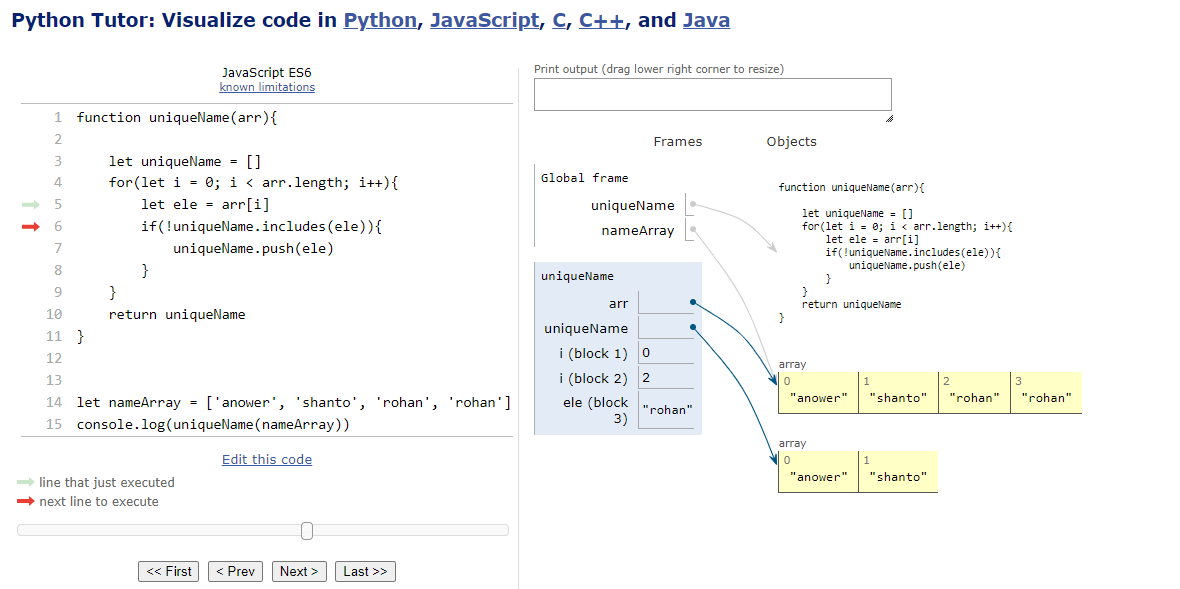 Python Tutor: Visualize code in Python, JavaScript, C, C++, and Java
JavaScript ES6
known limitations
1 function uniqueName(arr){
2
3     let uniqueName = []
4     for(let i = 0; i < arr.length; i++){
5         let ele = arr[i]
6         if(!uniqueName.includes(ele)){
7             uniqueName.push(ele)
8         }
9     }
10     return uniqueName
11 }
12
13
14 let nameArray = ['anower', 'shanto', 'rohan', 'rohan']
15 console.log(uniqueName(nameArray))
Edit this code
line that just executed
next line to execute
<< First < Prev Next > Last >>
Print output (drag lower right corner to resize)
Frames Objects
Global frame
uniqueName
nameArray
uniqueName
arr
uniqueName
i (block 1) 0
i (block 2) 2
ele (block
3) "rohan"
function uniqueName(arr){
    let uniqueName = []
    for(let i = 0; i < arr.length; i++){
        let ele = arr[i]
        if(!uniqueName.includes(ele)){
            uniqueName.push(ele)
        }
    }
    return uniqueName
}
array
0 1 2 3
"anower" "shanto" "rohan" "rohan"
array
0 1
"anower" "shanto"